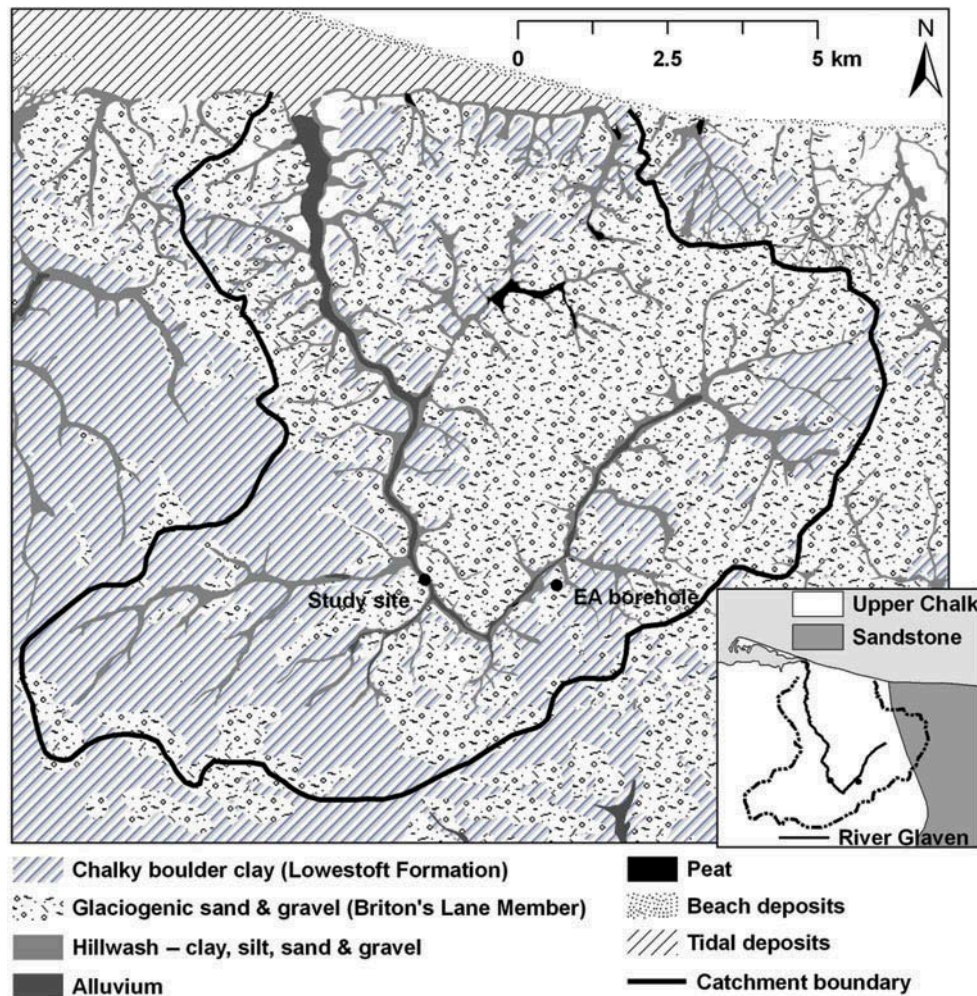 N
0 2.5 5 km
Study site
EA borehole
Upper Chalk
Sandstone
River Glaven
Chalky boulder clay (Lowestoft Formation)
Glaciogenic sand & gravel (Briton's Lane Member)
Hillwash – clay, silt, sand & gravel
Alluvium
Peat
Beach deposits
Tidal deposits
Catchment boundary